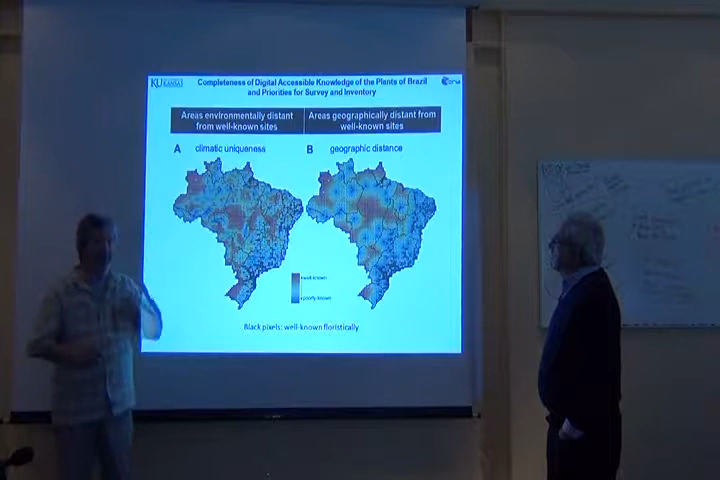 KU KANSAS
Completeness of Digital Accessible Knowledge of the Plants of Brazil
and Priorities for Survey and Inventory
Areas environmentally distant
from well-known sites
Areas geographically distant from
well-known sites
A climatic uniqueness
B geographic distance
well-known
poorly-known
Black pixels: well-known floristically